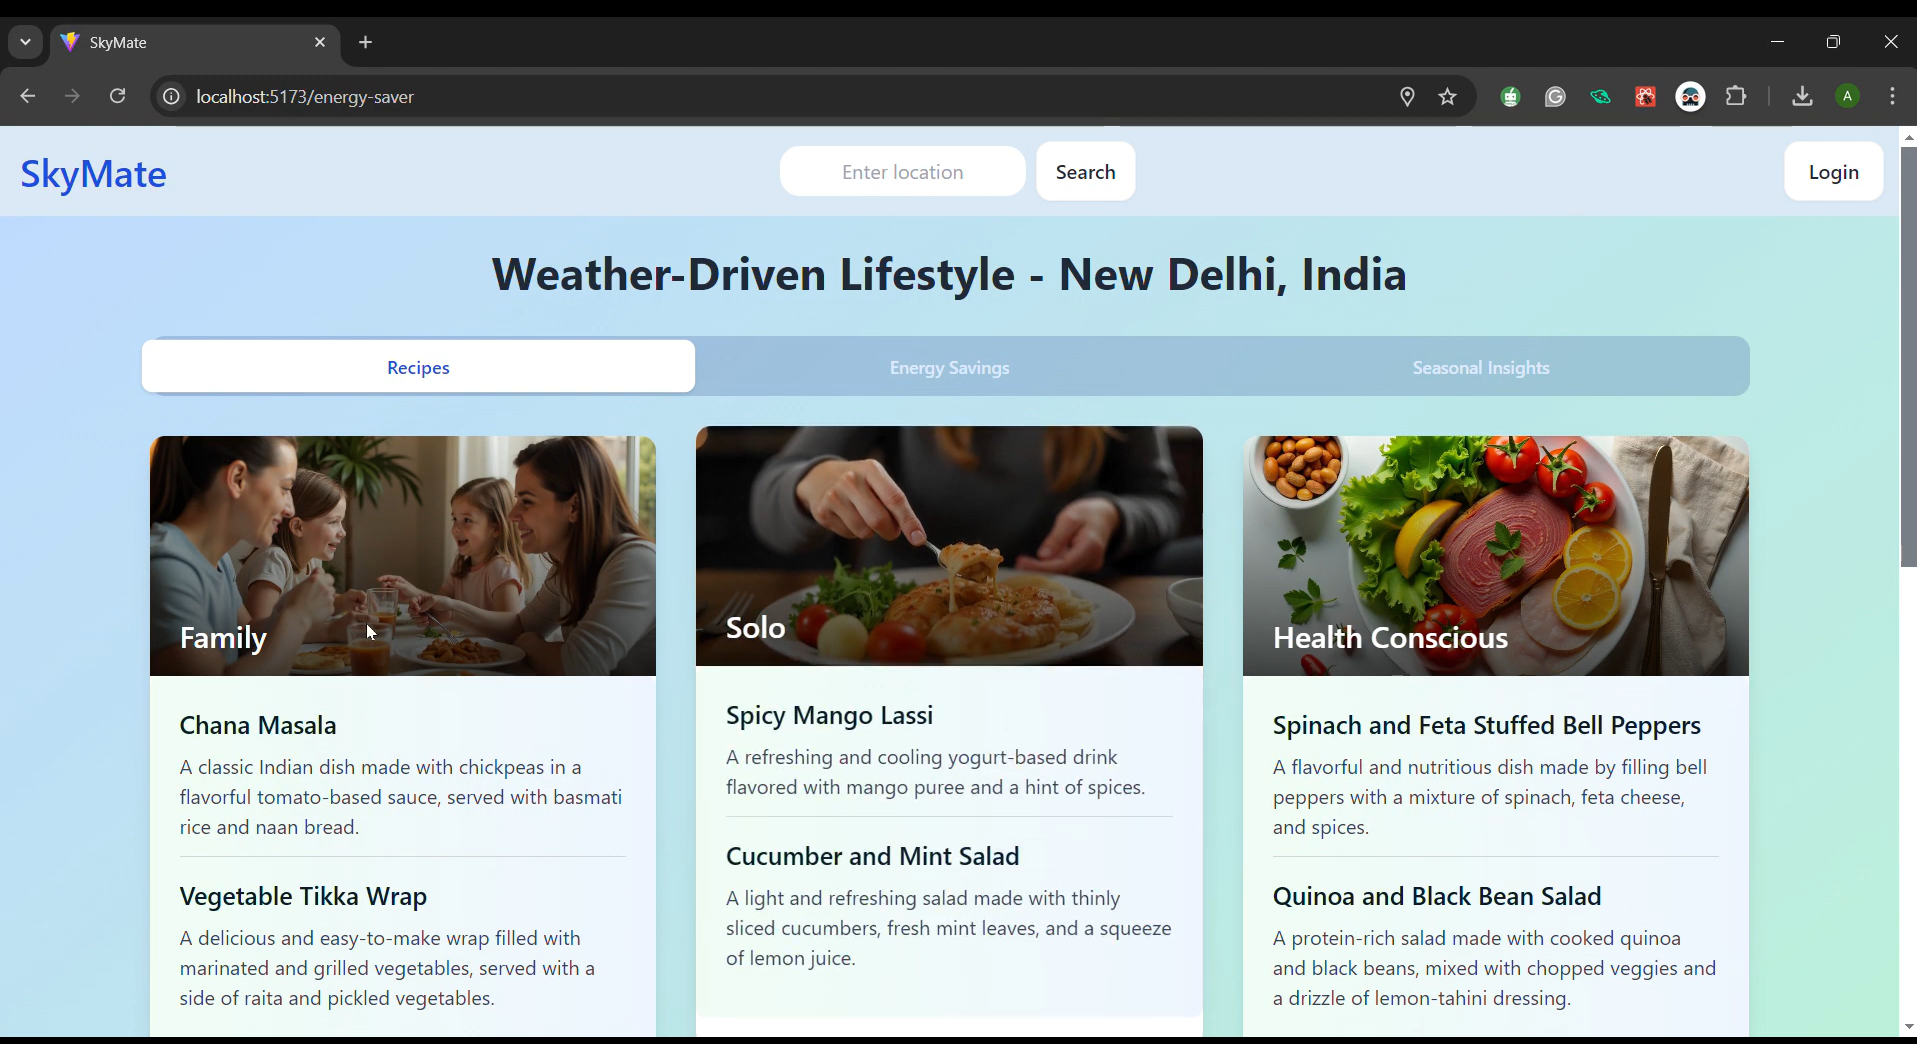 SkyMate
localhost:5173/energy-saver
A
SkyMate
Enter location
Search
Login
Weather-Driven Lifestyle - New Delhi, India
Recipes
Energy Savings
Seasonal Insights
Family
Chana Masala
A classic Indian dish made with chickpeas in a
flavorful tomato-based sauce, served with basmati
rice and naan bread.
Vegetable Tikka Wrap
A delicious and easy-to-make wrap filled with
marinated and grilled vegetables, served with a
side of raita and pickled vegetables.
Solo
Spicy Mango Lassi
A refreshing and cooling yogurt-based drink
flavored with mango puree and a hint of spices.
Cucumber and Mint Salad
A light and refreshing salad made with thinly
sliced cucumbers, fresh mint leaves, and a squeeze
of lemon juice.
Health Conscious
Spinach and Feta Stuffed Bell Peppers
A flavorful and nutritious dish made by filling bell
peppers with a mixture of spinach, feta cheese,
and spices.
Quinoa and Black Bean Salad
A protein-rich salad made with cooked quinoa
and black beans, mixed with chopped veggies and
a drizzle of lemon-tahini dressing.